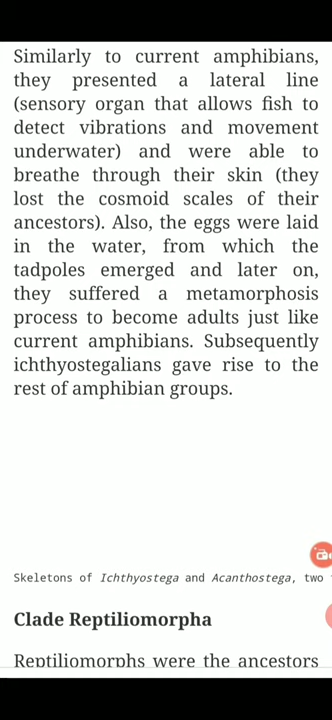 Similarly to current amphibians,
they presented a lateral line
(sensory organ that allows fish to
detect vibrations and movement
underwater) and were able to
breathe through their skin (they
lost the cosmoid scales of their
ancestors). Also, the eggs were laid
in the water, from which the
tadpoles emerged and later on,
they suffered a metamorphosis
process to become adults just like
current amphibians. Subsequently
ichthyostegalians gave rise to the
rest of amphibian groups.
Skeletons of Ichthyostega and Acanthostega, two
Clade Reptiliomorpha
Reptiliomorphs were the ancestors